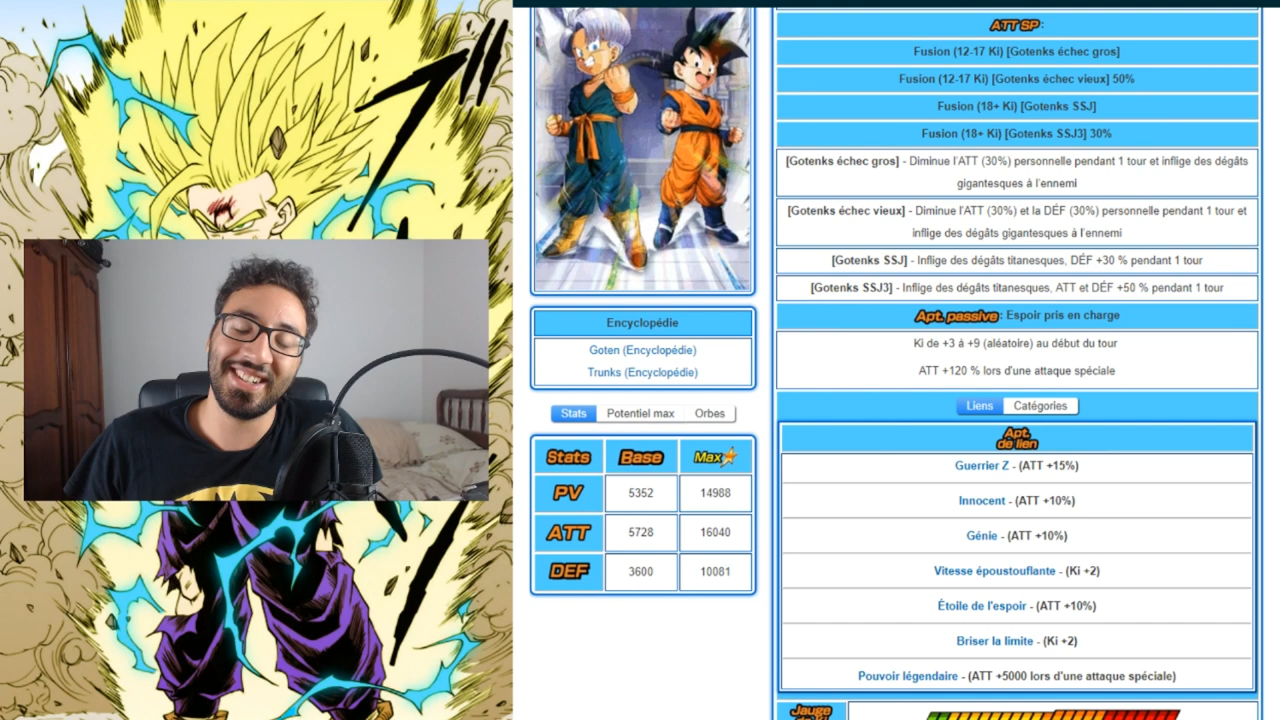 ATT SP:
Fusion (12-17 Ki) [Gotenks échec gros]
Fusion (12-17 Ki) [Gotenks échec vieux] 50%
Fusion (18+ Ki) [Gotenks SSJ]
Fusion (18+ Ki) [Gotenks SSJ3] 30%
[Gotenks échec gros] - Diminue l'ATT (30%) personnelle pendant 1 tour et inflige des dégâts
gigantesques à l'ennemi
[Gotenks échec vieux] - Diminue l'ATT (30%) et la DÉF (30%) personnelle pendant 1 tour et
inflige des dégâts gigantesques à l'ennemi
[Gotenks SSJ] - Inflige des dégâts titanesques, DÉF +30 % pendant 1 tour
[Gotenks SSJ3] - Inflige des dégâts titanesques, ATT et DÉF +50 % pendant 1 tour
Apt. passive: Espoir pris en charge
Ki de +3 à +9 (aléatoire) au début du tour
ATT +120 % lors d'une attaque spéciale
Liens Catégories
Apt. de lien
Guerrier Z - (ATT +15%)
Innocent - (ATT +10%)
Génie - (ATT +10%)
Vitesse époustouflante - (Ki +2)
Étoile de l'espoir - (ATT +10%)
Briser la limite - (Ki +2)
Pouvoir légendaire - (ATT +5000 lors d'une attaque spéciale)
Jauge
Encyclopédie
Goten (Encyclopédie)
Trunks (Encyclopédie)
Stats Potentiel max Orbes
Stats Base Max
PV 5352 14988
ATT 5728 16040
DEF 3600 10081